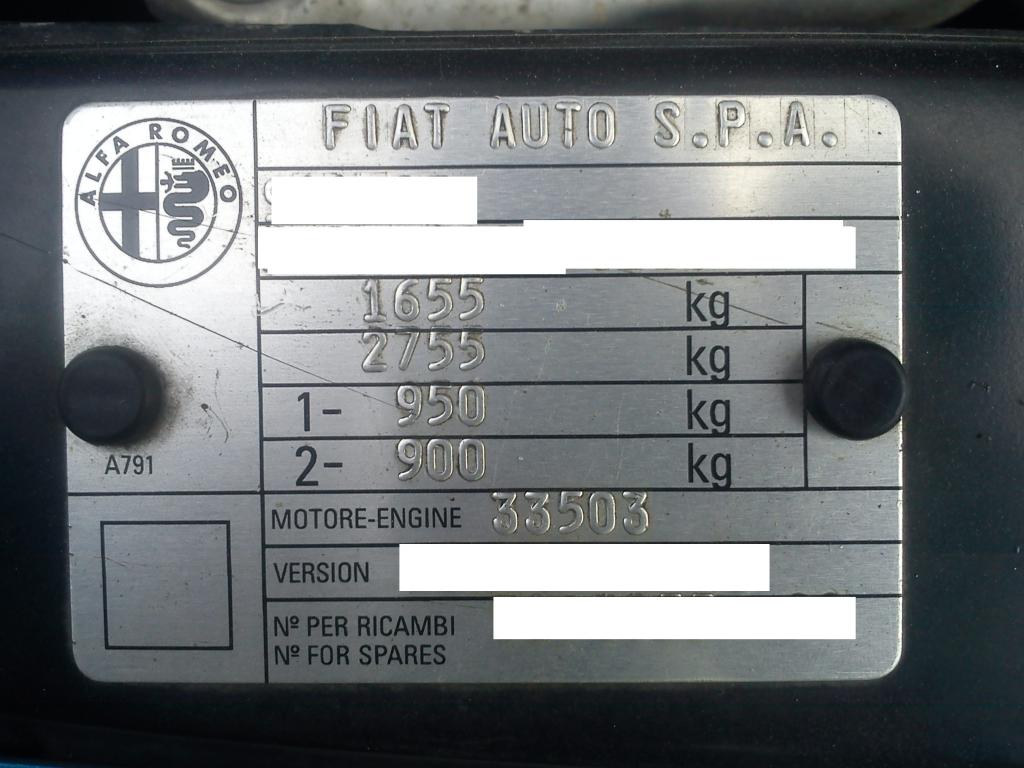 ALFA ROMEO
FIAT AUTO S.P.A.
1655 kg
2755 kg
1- 950 kg
2- 900 kg
A791
MOTORE-ENGINE 33503
VERSION
Nº PER RICAMBI
Nº FOR SPARES